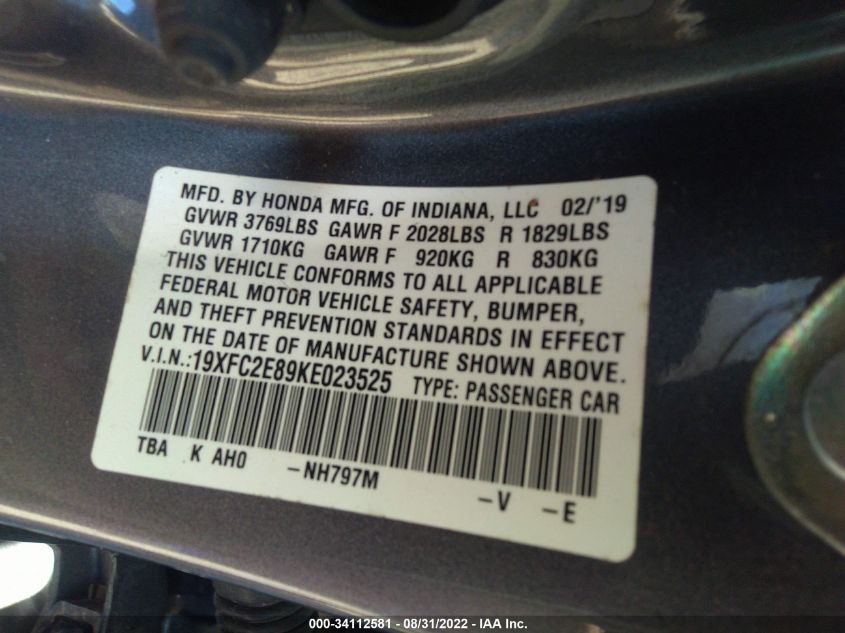 MFD. BY HONDA MFG. OF INDIANA, LLC 02/'19
GVWR 3769LBS GAWR F 2028LBS R 1829LBS
GVWR 1710KG GAWR F 920KG R 830KG
THIS VEHICLE CONFORMS TO ALL APPLICABLE
FEDERAL MOTOR VEHICLE SAFETY, BUMPER,
AND THEFT PREVENTION STANDARDS IN EFFECT
ON THE DATE OF MANUFACTURE SHOWN ABOVE.
V.I.N.:19XFC2E89KE023525 TYPE: PASSENGER CAR
TBA K AH0 -NH797M -V -E
000-34112581 - 08/31/2022 - IAA Inc.